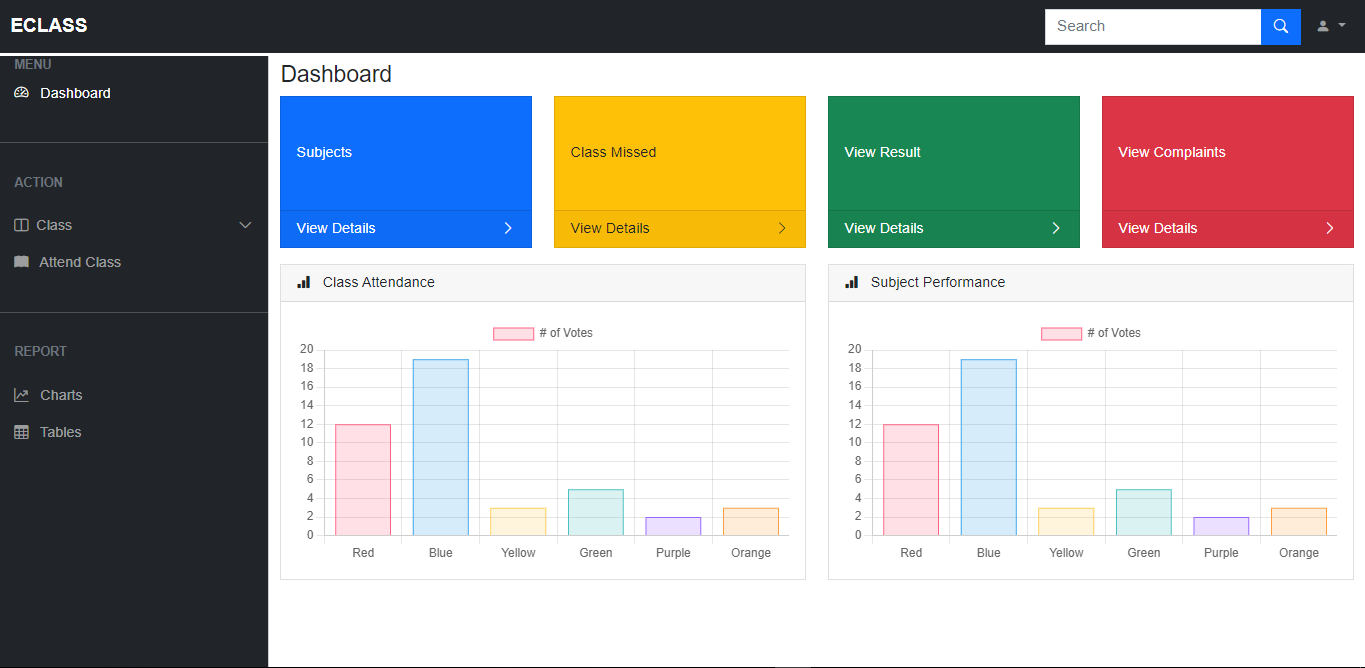 ECLASS
Search
MENU
Dashboard
ACTION
Class
Attend Class
REPORT
Charts
Tables
Dashboard
Subjects
View Details
Class Missed
View Details
View Result
View Details
View Complaints
View Details
Class Attendance
# of Votes
20
18
16
14
12
10
8
6
4
2
0
Red Blue Yellow Green Purple Orange
Subject Performance
# of Votes
20
18
16
14
12
10
8
6
4
2
0
Red Blue Yellow Green Purple Orange